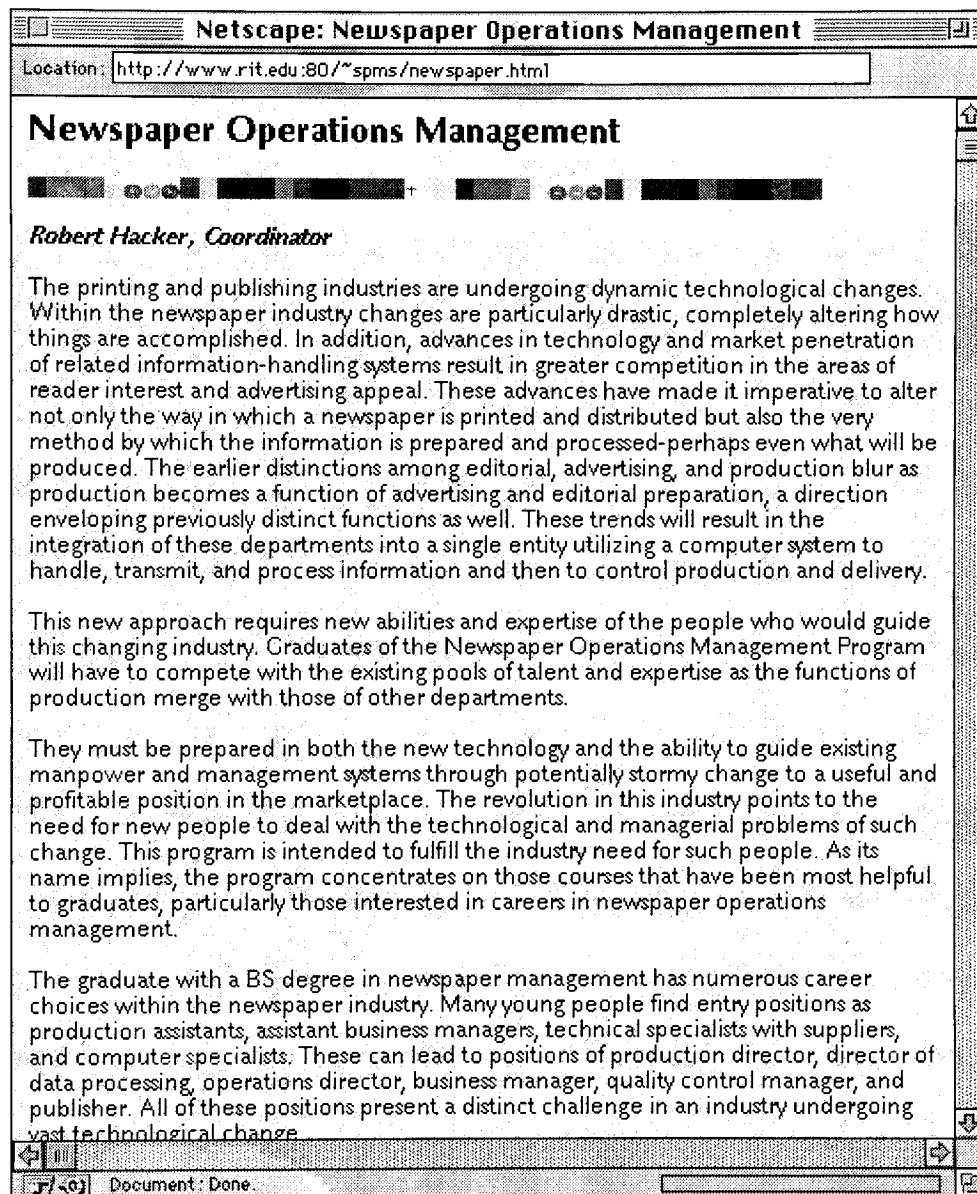 Netscape: Newspaper Operations Management
Location: http://www.rit.edu:80/~spms/newspaper.html
Newspaper Operations Management
Robert Hacker, Coordinator
The printing and publishing industries are undergoing dynamic technological changes.
Within the newspaper industry changes are particularly drastic, completely altering how
things are accomplished. In addition, advances in technology and market penetration
of related information-handling systems result in greater competition in the areas of
reader interest and advertising appeal. These advances have made it imperative to alter
not only the way in which a newspaper is printed and distributed but also the very
method by which the information is prepared and processed-perhaps even what will be
produced. The earlier distinctions among editorial, advertising, and production blur as
production becomes a function of advertising and editorial preparation, a direction
enveloping previously distinct functions as well. These trends will result in the
integration of these departments into a single entity utilizing a computer system to
handle, transmit, and process information and then to control production and delivery.
This new approach requires new abilities and expertise of the people who would guide
this changing industry. Graduates of the Newspaper Operations Management Program
will have to compete with the existing pools of talent and expertise as the functions of
production merge with those of other departments.
They must be prepared in both the new technology and the ability to guide existing
manpower and management systems through potentially stormy change to a useful and
profitable position in the marketplace. The revolution in this industry points to the
need for new people to deal with the technological and managerial problems of such
change. This program is intended to fulfill the industry need for such people. As its
name implies, the program concentrates on those courses that have been most helpful
to graduates, particularly those interested in careers in newspaper operations
management.
The graduate with a BS degree in newspaper management has numerous career
choices within the newspaper industry. Many young people find entry positions as
production assistants, assistant business managers, technical specialists with suppliers,
and computer specialists. These can lead to positions of production director, director of
data processing, operations director, business manager, quality control manager, and
publisher. All of these positions present a distinct challenge in an industry undergoing
vast technological change
Document: Done.